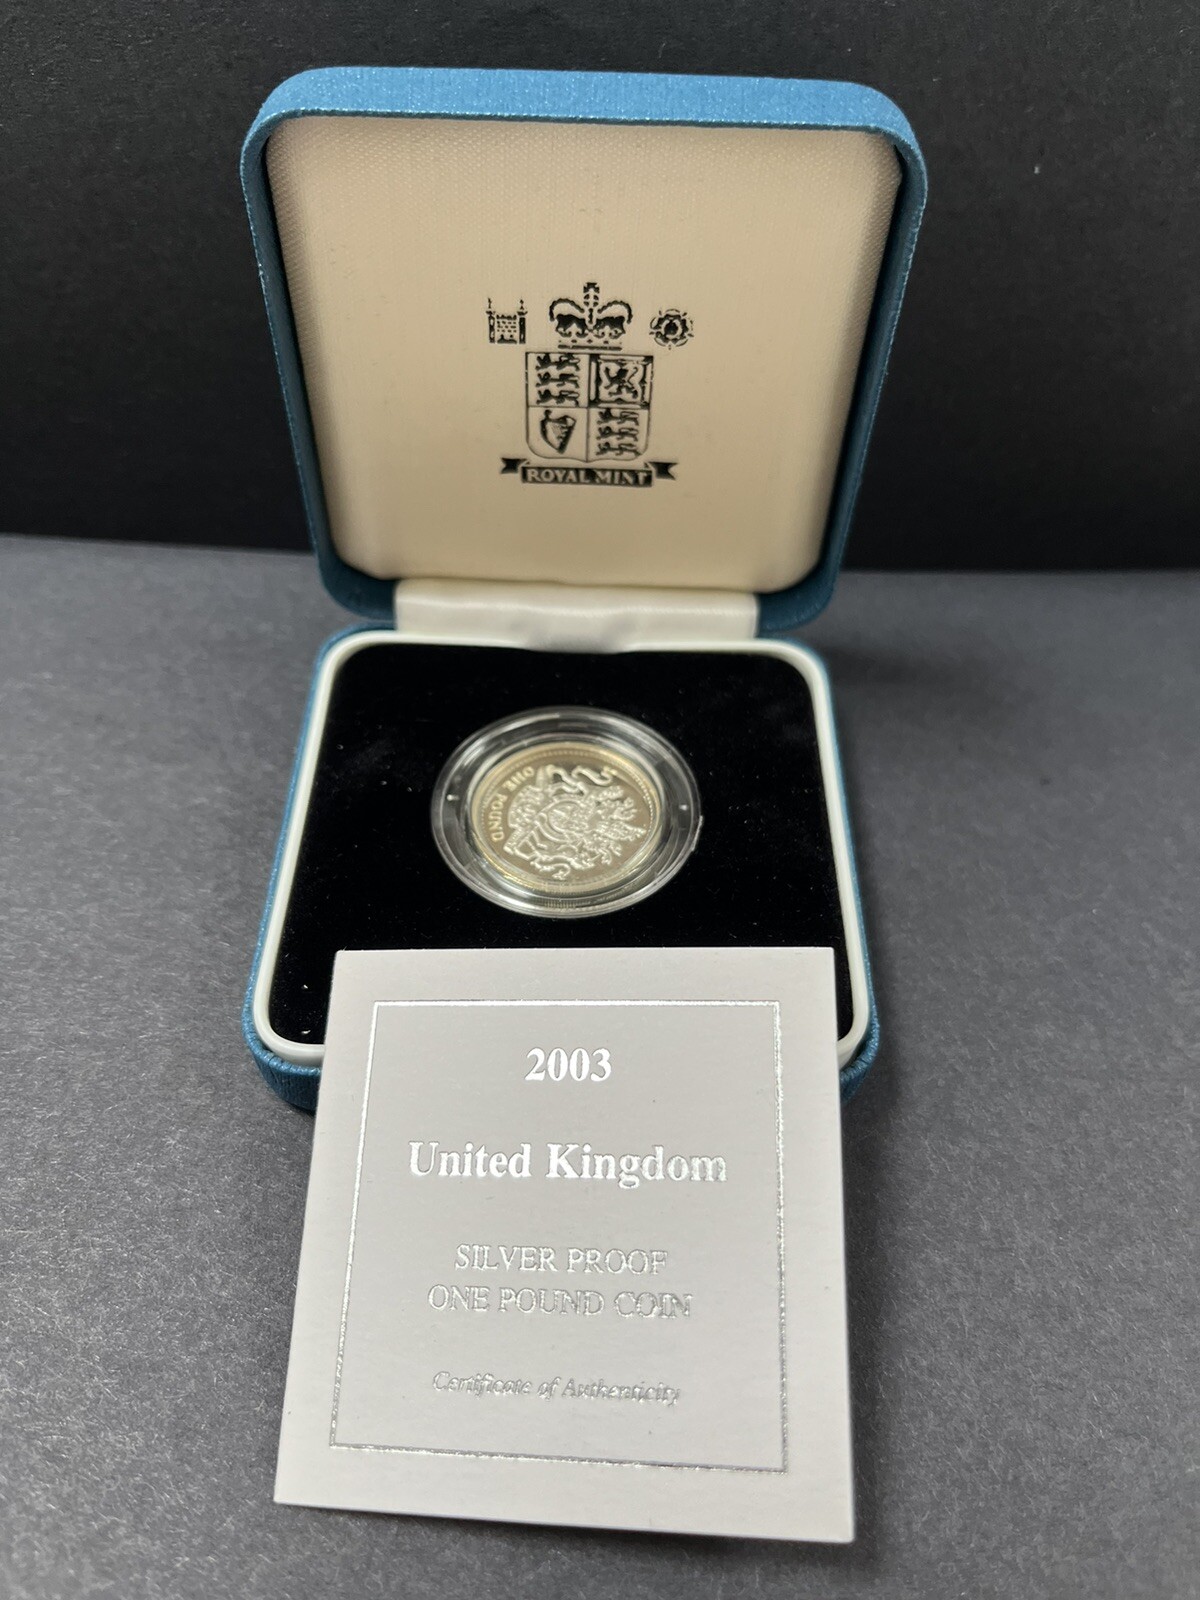 ROYAL MINT
ONE POUND
2003
United Kingdom
SILVER PROOF
ONE POUND COIN
Certificate of Authenticity